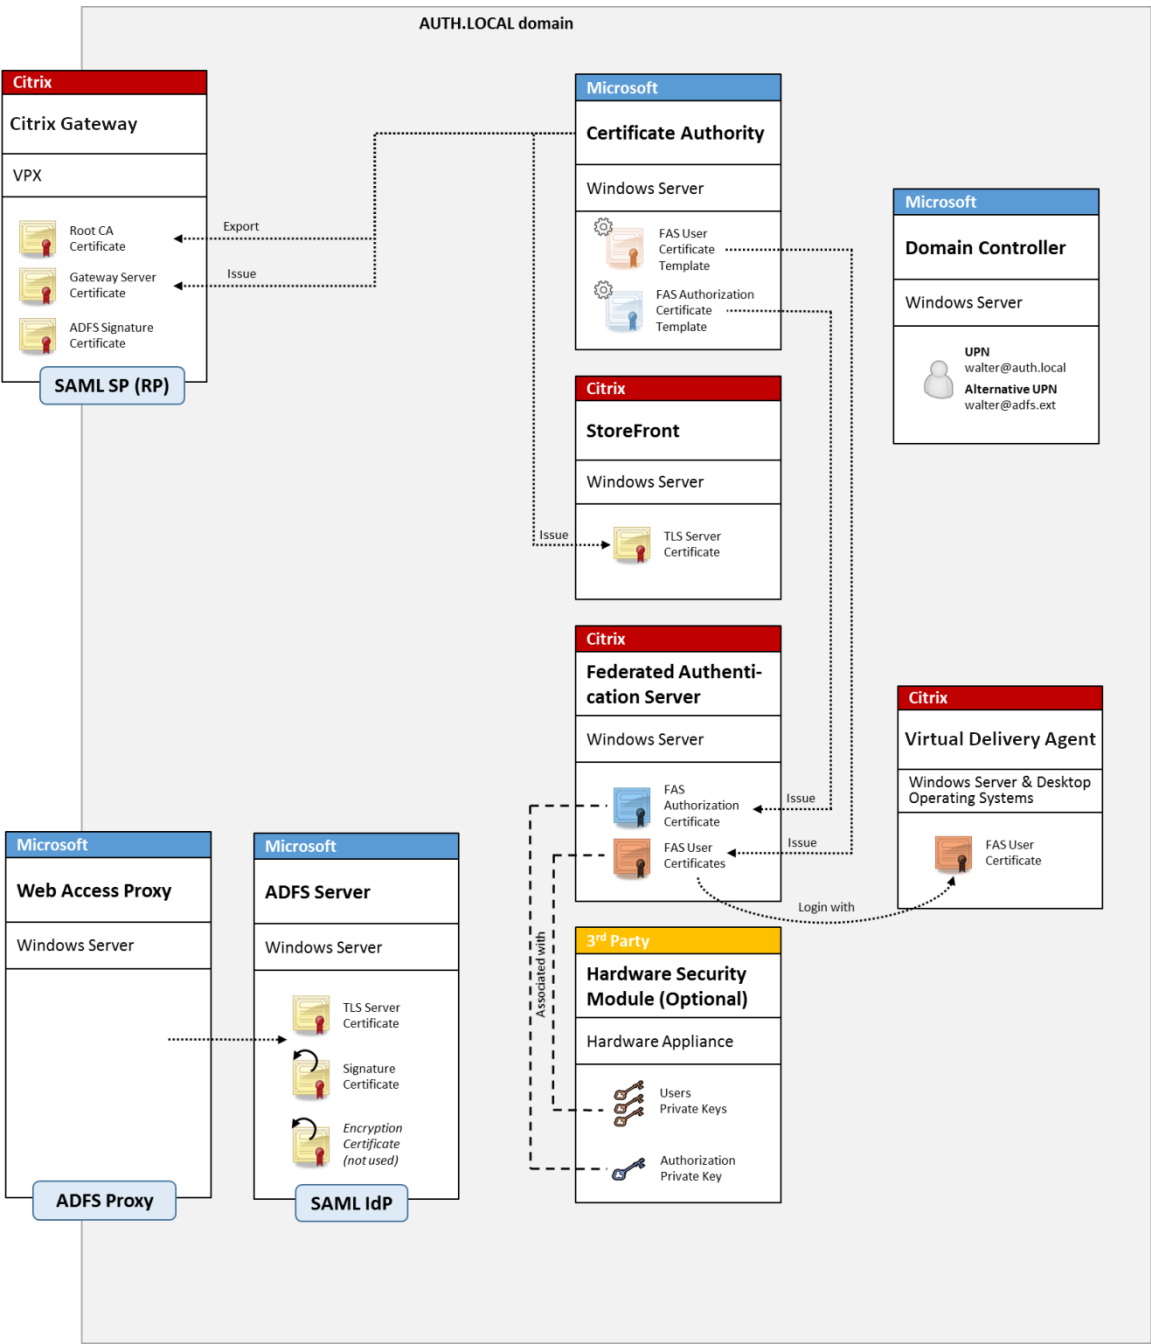 AUTH.LOCAL domain
Citrix
Citrix Gateway
VPX
Root CA
Certificate
Gateway Server
Certificate
ADFS Signature
Certificate
SAML SP (RP)
Export
Issue
Microsoft
Certificate Authority
Windows Server
FAS User
Certificate
Template
FAS Authorization
Certificate
Template
Microsoft
Domain Controller
Windows Server
UPN
walter@auth.local
Alternative UPN
walter@adfs.ext
Citrix
StoreFront
Windows Server
Issue
TLS Server
Certificate
Citrix
Federated Authenti-
cation Server
Windows Server
FAS
Authorization
Certificate
FAS User
Certificates
Issue
Issue
Login with
Citrix
Virtual Delivery Agent
Windows Server & Desktop
Operating Systems
FAS User
Certificate
Associated with
3rd Party
Hardware Security
Module (Optional)
Hardware Appliance
Users
Private Keys
Authorization
Private Key
Microsoft
Web Access Proxy
Windows Server
ADFS Proxy
Microsoft
ADFS Server
Windows Server
TLS Server
Certificate
Signature
Certificate
Encryption
Certificate
(not used)
SAML IdP